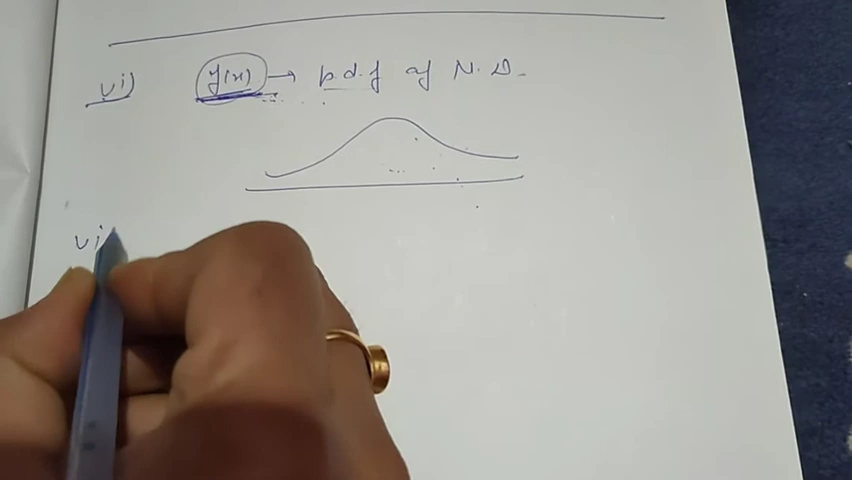 vi) f(x) → p.d.f of N.D.
vi